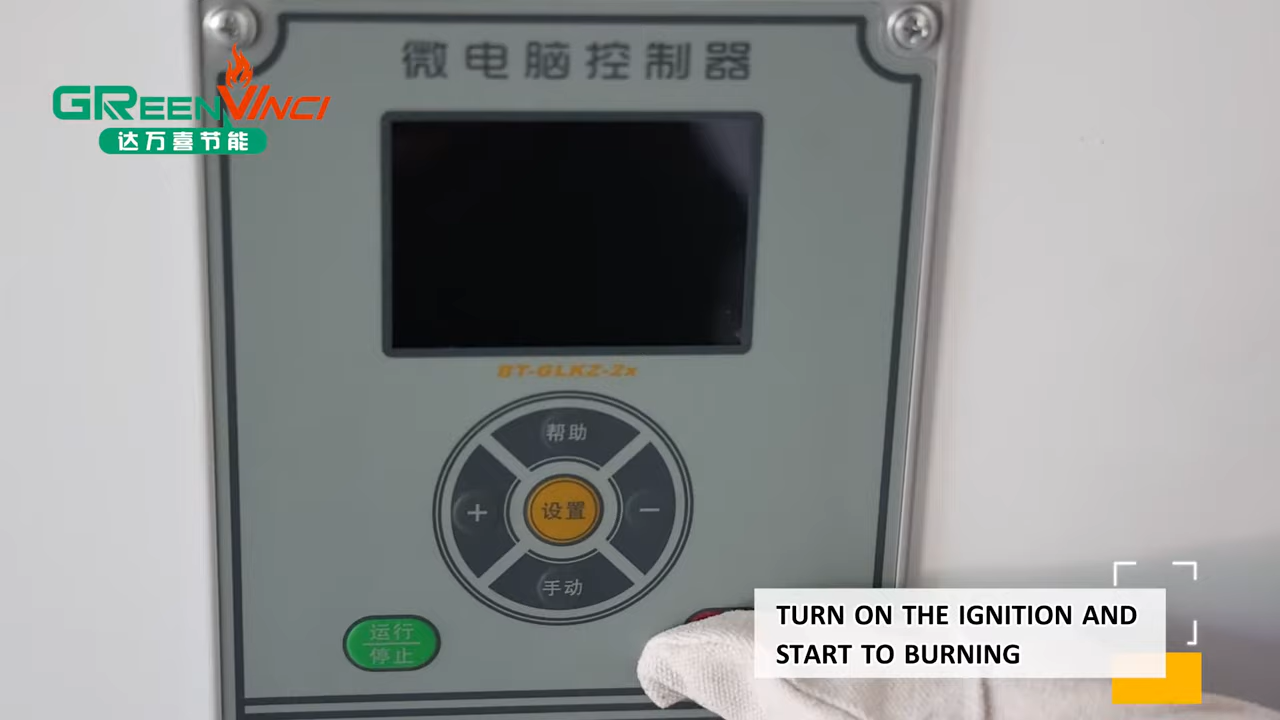 微电脑控制器
GREENVINCI
达万喜节能
BT-GLKZ-2x
帮助
+
设置
−
手动
运行
停止
TURN ON THE IGNITION AND
START TO BURNING